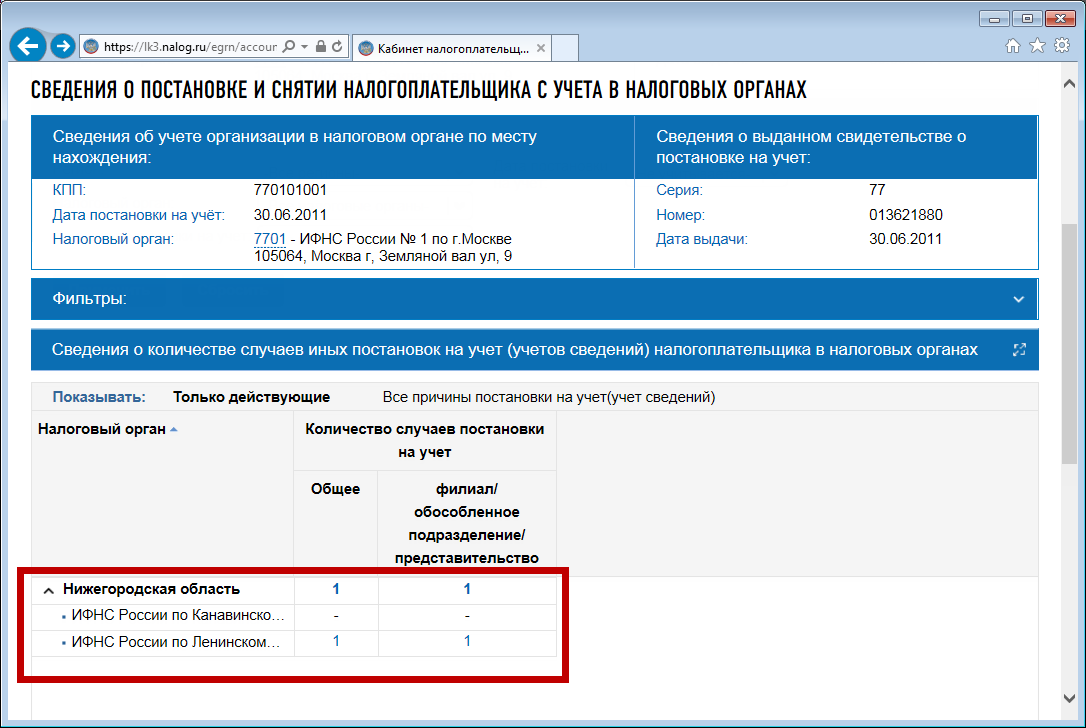 https://lk3.nalog.ru/egrn/accour
Кабинет налогоплательщ...
СВЕДЕНИЯ О ПОСТАНОВКЕ И СНЯТИИ НАЛОГОПЛАТЕЛЬЩИКА С УЧЕТА В НАЛОГОВЫХ ОРГАНАХ
Сведения об учете организации в налоговом органе по месту
нахождения:
КПП: 770101001
Дата постановки на учёт: 30.06.2011
Налоговый орган: 7701 - ИФНС России № 1 по г.Москве
105064, Москва г, Земляной вал ул, 9
Сведения о выданном свидетельстве о
постановке на учет:
Серия: 77
Номер: 013621880
Дата выдачи: 30.06.2011
Фильтры:
Сведения о количестве случаев иных постановок на учет (учетов сведений) налогоплательщика в налоговых органах
Показывать: Только действующие Все причины постановки на учет(учет сведений)
Налоговый орган
Количество случаев постановки
на учет
Общее
филиал/
обособленное
подразделение/
представительство
Нижегородская область 1 1
ИФНС России по Канавинско... - -
ИФНС России по Ленинском... 1 1